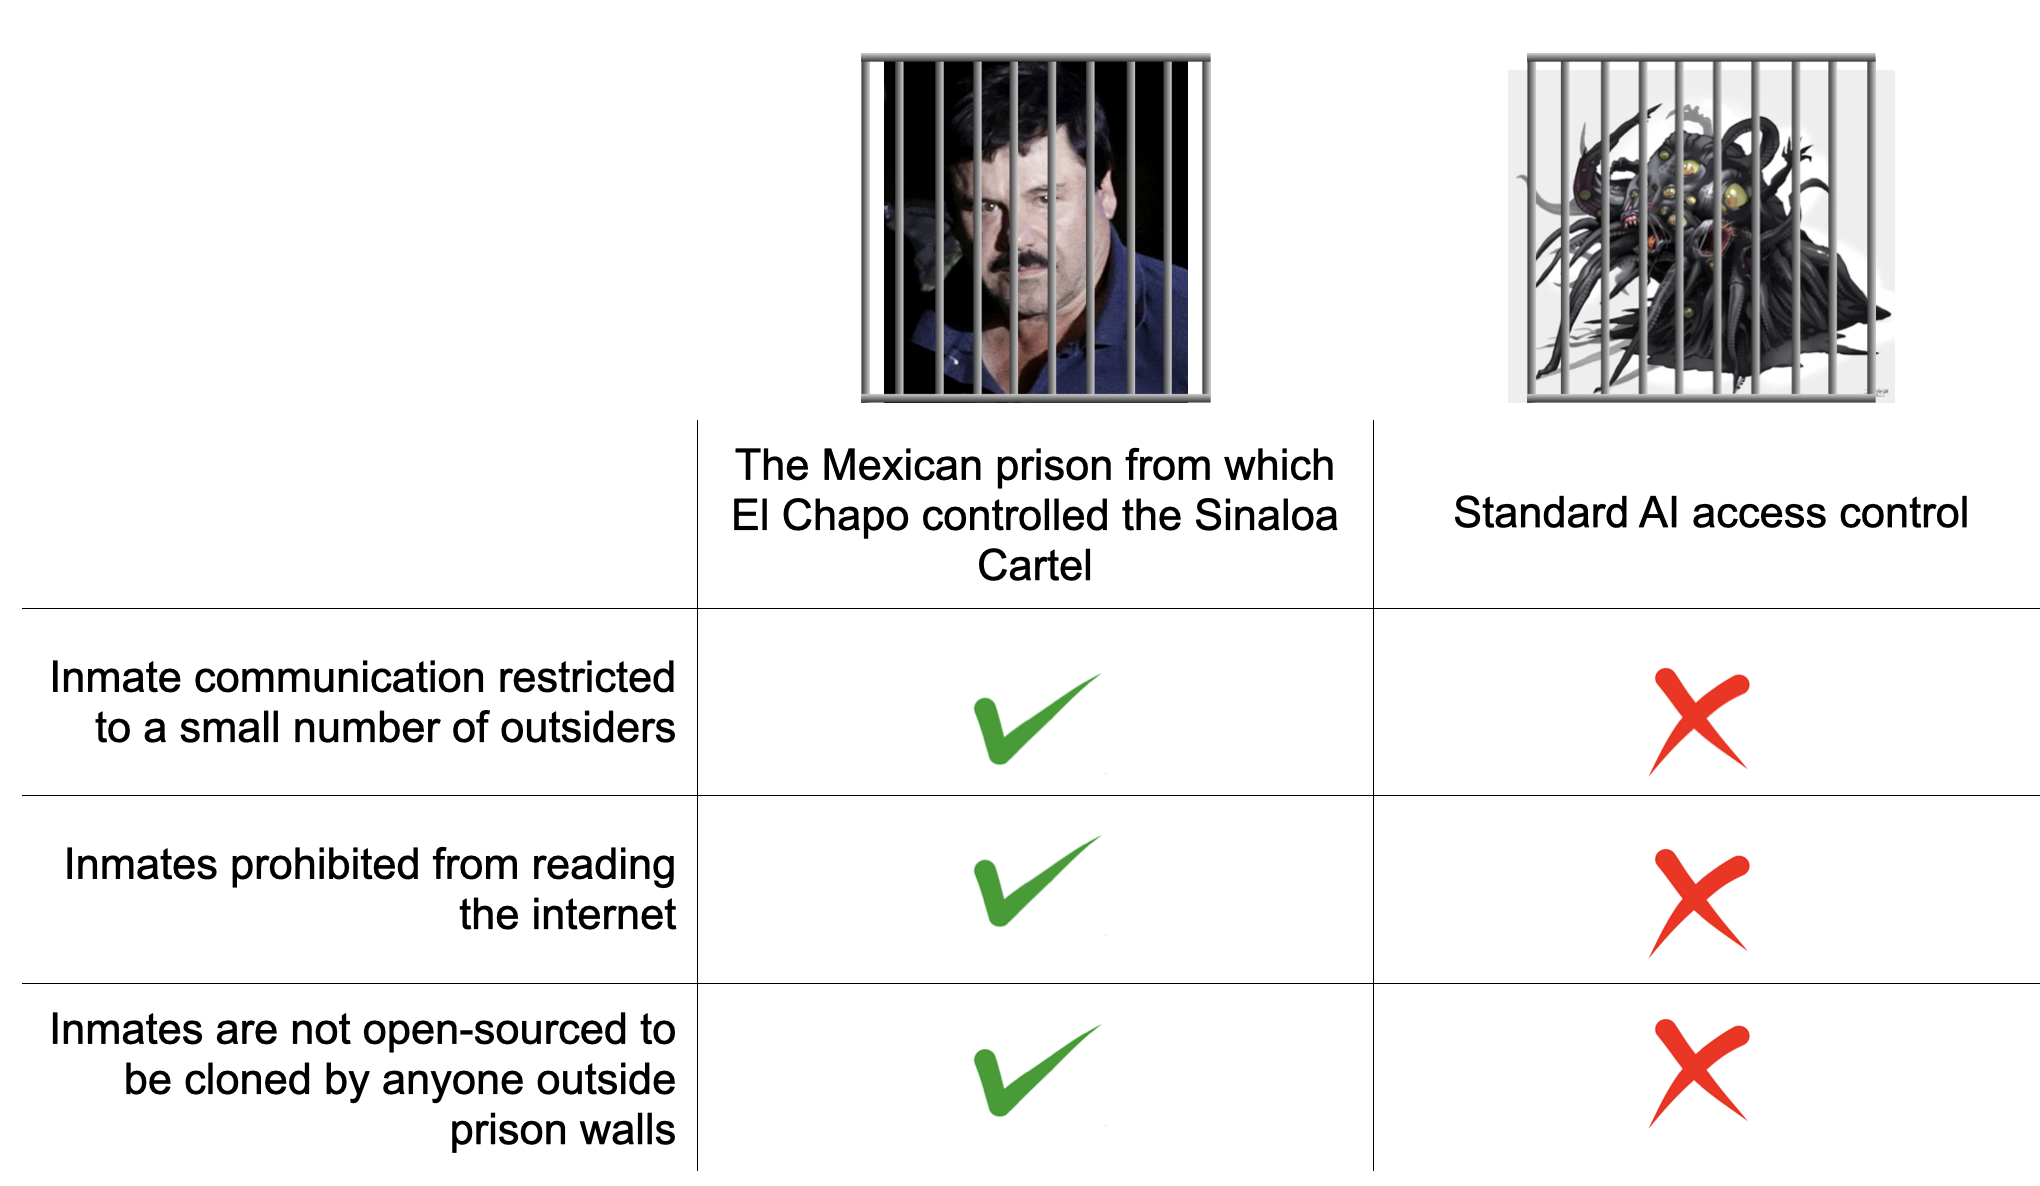 The Mexican prison from which
El Chapo controlled the Sinaloa
Cartel
Standard AI access control
Inmate communication restricted
to a small number of outsiders
Inmates prohibited from reading
the internet
Inmates are not open-sourced to
be cloned by anyone outside
prison walls